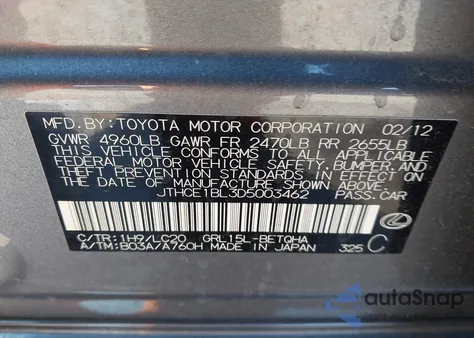 MFD.BY:TOYOTA MOTOR CORPORATION 02/12
GVWR 4960LB GAWR FR 2470LB RR 2655LB
THIS VEHICLE CONFORMS TO ALL APPLICABLE
FEDERAL MOTOR VEHICLE SAFETY,BUMPER,AND
THEFT PREVENTION STANDARDS IN EFFECT ON
THE DATE OF MANUFACTURE SHOWN ABOVE.
JTHCE1BL3D5003462 PASS.CAR
C/TR:1H9/LC20 GRL15L-BETQHA
A/TM:B03A/A760H MADE IN JAPAN 325 C
autoSnap